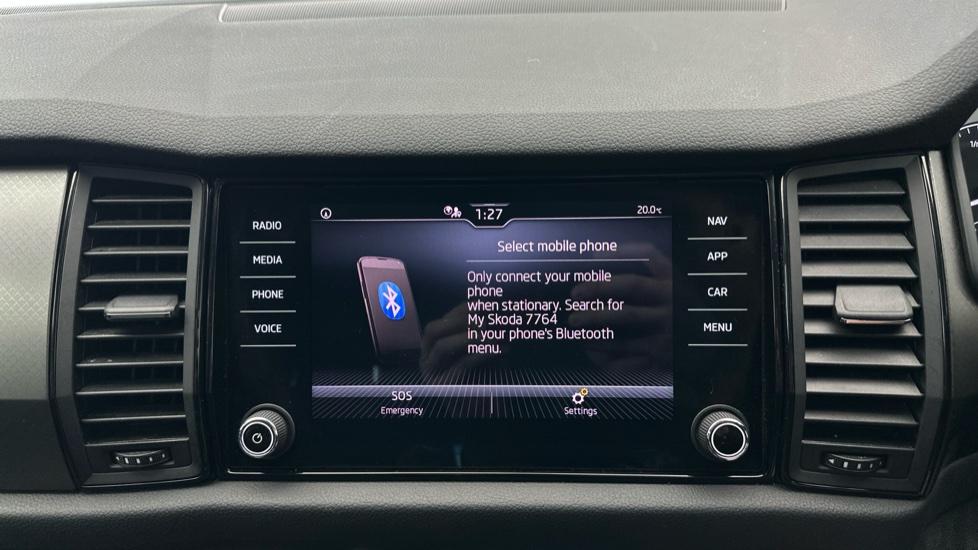 1:27
20.0°C
RADIO
MEDIA
PHONE
VOICE
Select mobile phone
Only connect your mobile
phone
when stationary. Search for
My Skoda 7764
in your phone's Bluetooth
menu.
SOS
Emergency
Settings
NAV
APP
CAR
MENU